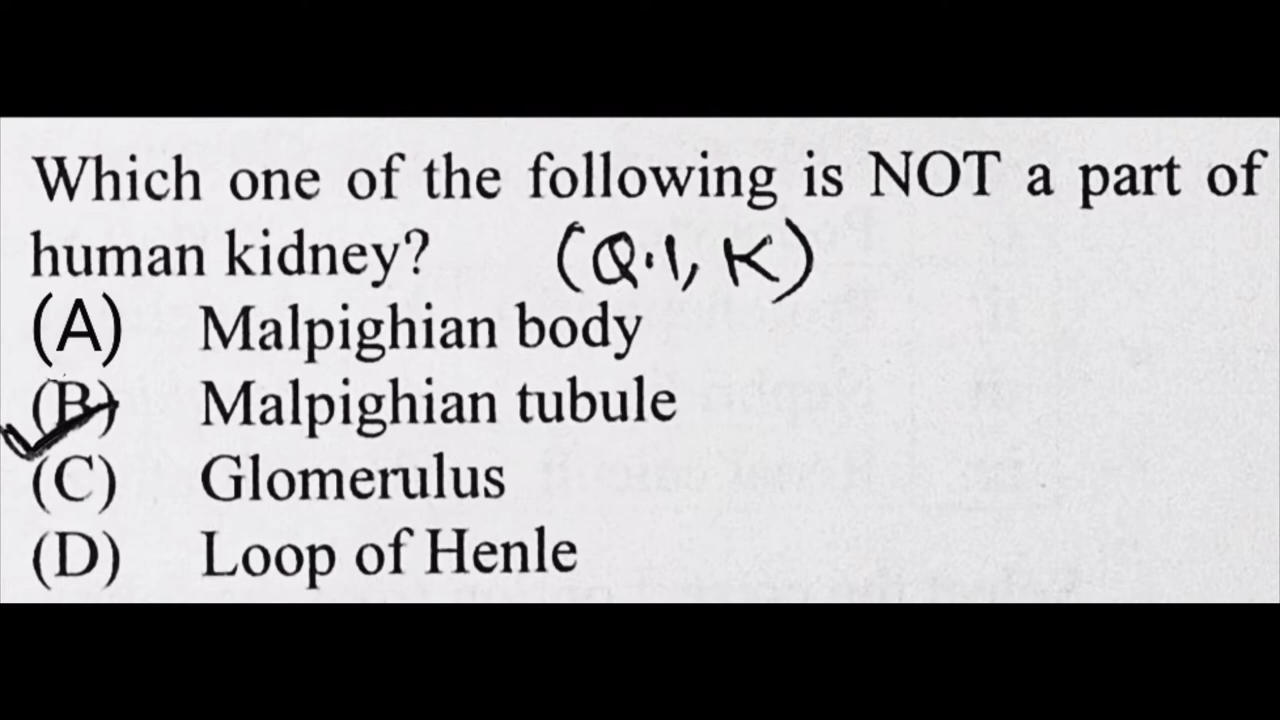 Which one of the following is NOT a part of
human kidney? (Q.1, K)
(A) Malpighian body
(B) Malpighian tubule
(C) Glomerulus
(D) Loop of Henle